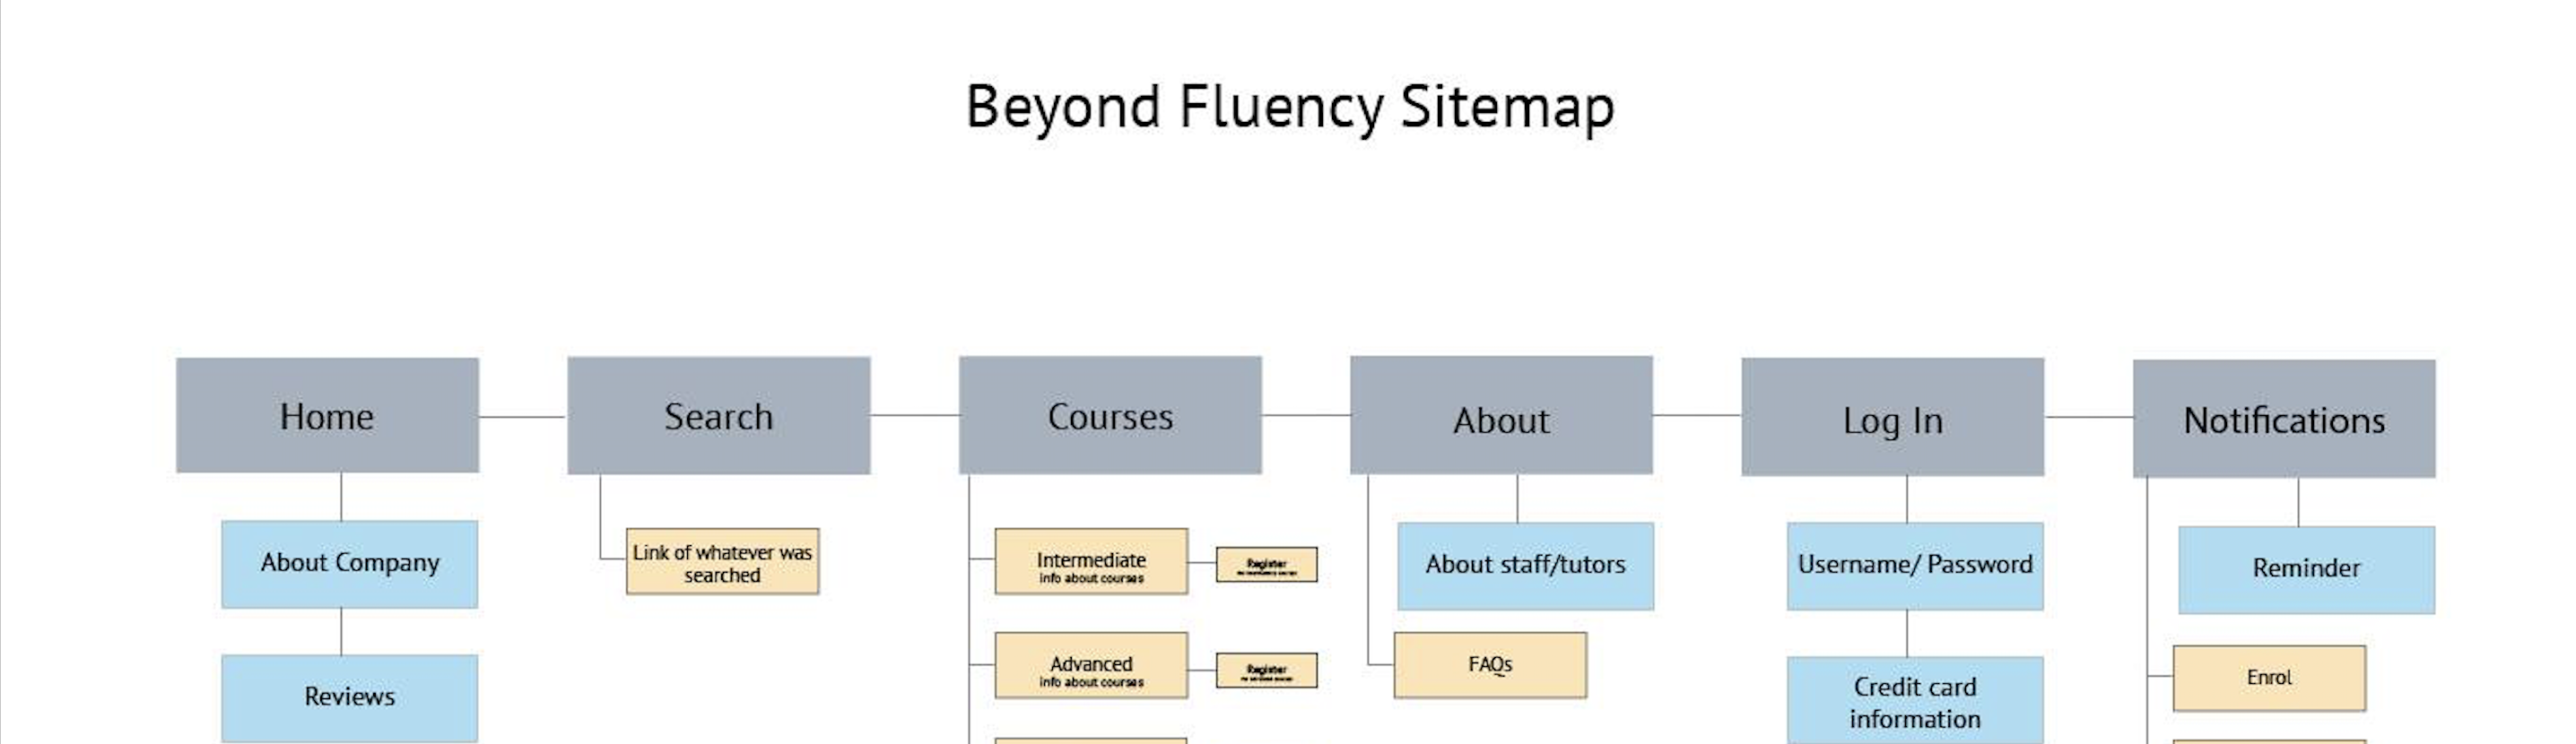 Beyond Fluency Sitemap
Home
Search
Courses
About
Log In
Notifications
About Company
Reviews
Link of whatever was
searched
Intermediate
info about courses
Register
Advanced
info about courses
Register
About staff/tutors
FAQs
Username/ Password
Credit card
information
Reminder
Enrol